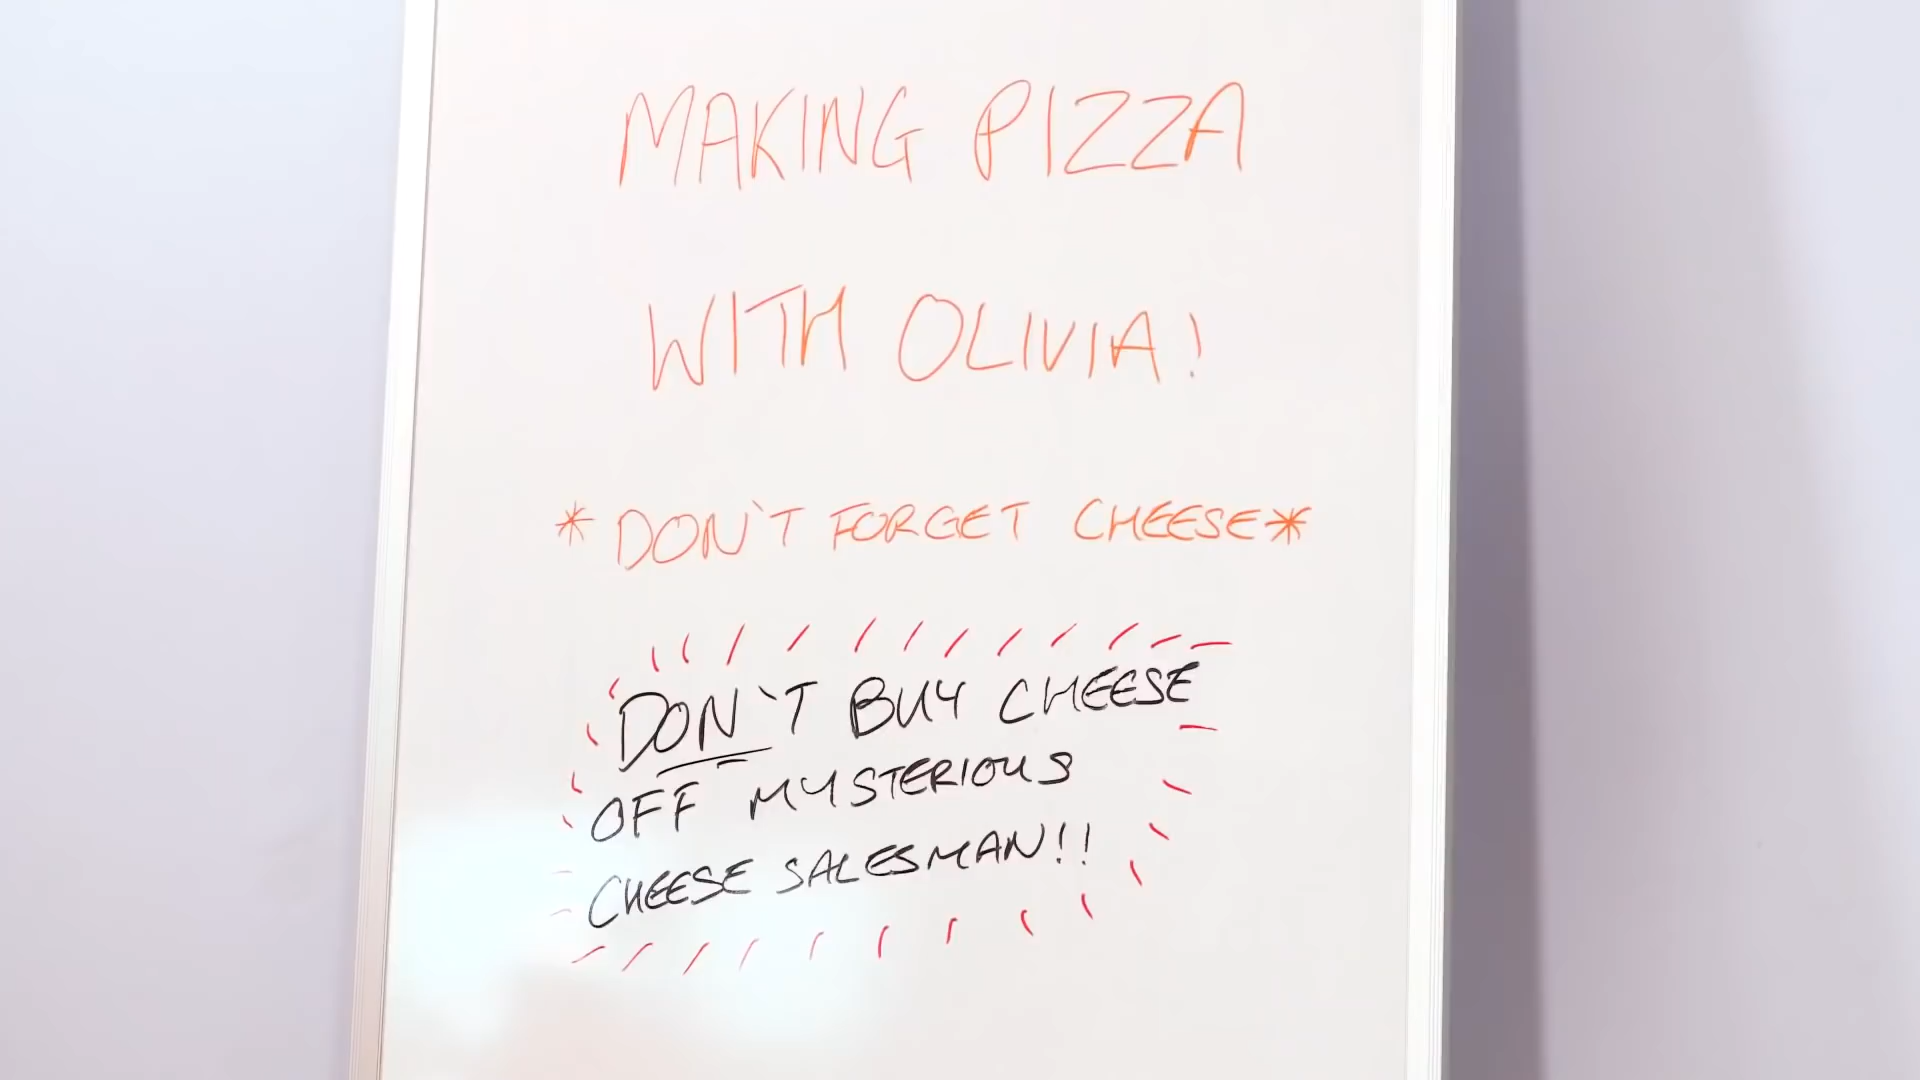 MAKING PIZZA
WITH OLIVIA!
*DON'T FORGET CHEESE*
DON'T BUY CHEESE
OFF MYSTERIOUS
CHEESE SALESMAN!!